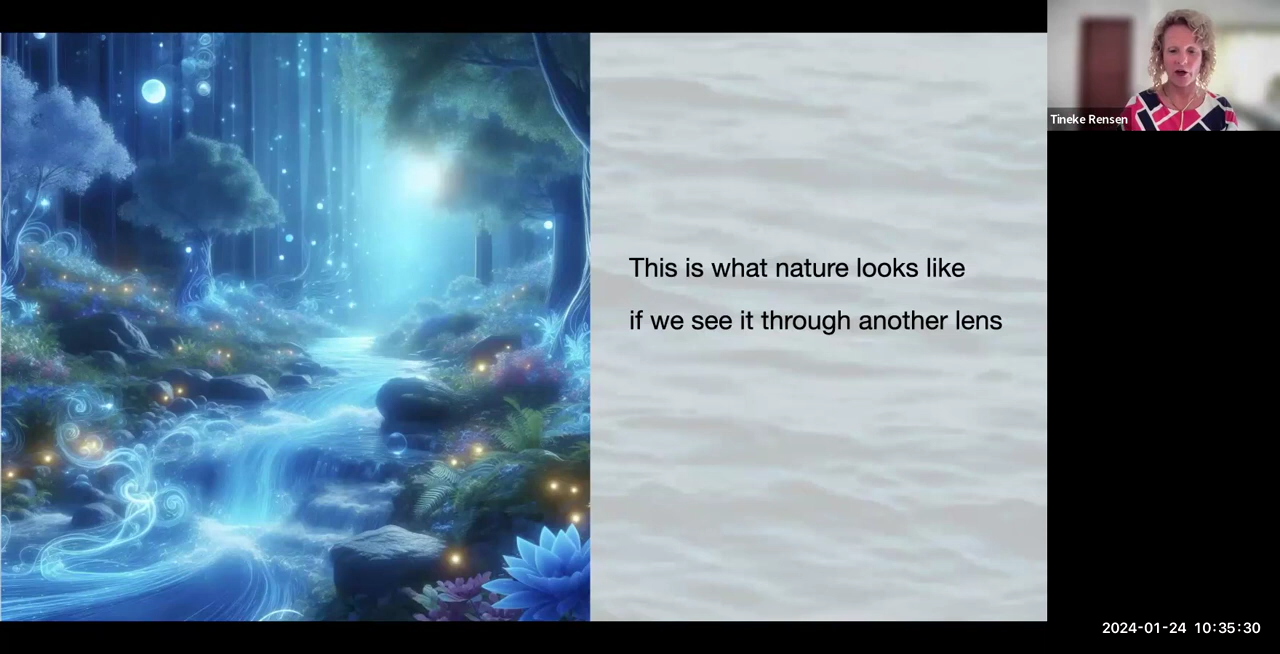 Tineke Rensen
This is what nature looks like
if we see it through another lens
2024-01-24 10:35:30